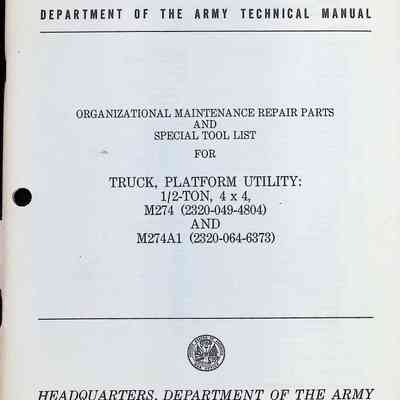 DEPARTMENT OF THE ARMY TECHNICAL MANUAL
ORGANIZATIONAL MAINTENANCE REPAIR PARTS
AND
SPECIAL TOOL LIST
FOR
TRUCK, PLATFORM UTILITY:
1/2-TON, 4 x 4,
M274 (2320-049-4804)
AND
M274A1 (2320-064-6373)
HEADQUARTERS, DEPARTMENT OF THE ARMY